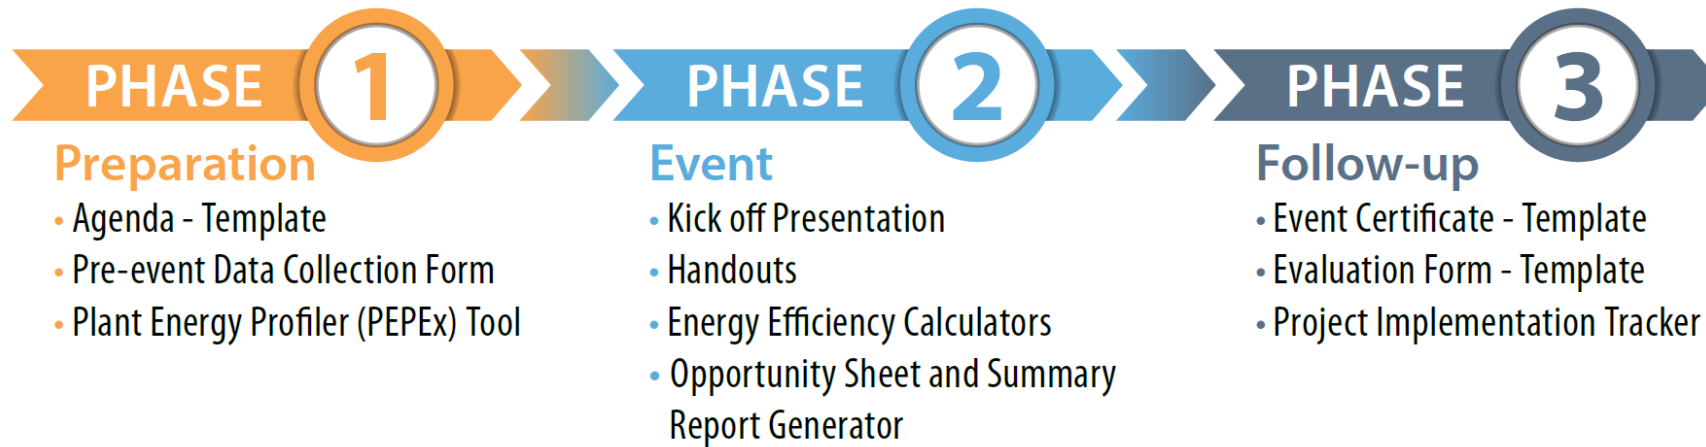 PHASE 1
Preparation
• Agenda - Template
• Pre-event Data Collection Form
• Plant Energy Profiler (PEPEx) Tool
PHASE 2
Event
• Kick off Presentation
• Handouts
• Energy Efficiency Calculators
• Opportunity Sheet and Summary
Report Generator
PHASE 3
Follow-up
• Event Certificate - Template
• Evaluation Form - Template
• Project Implementation Tracker